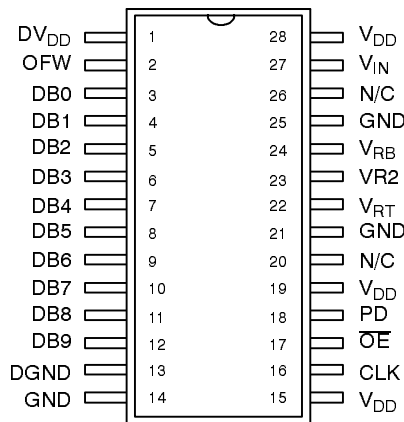 DVDD 1 28 VDD
OFW 2 27 VIN
DB0 3 26 N/C
DB1 4 25 GND
DB2 5 24 VRB
DB3 6 23 VR2
DB4 7 22 VRT
DB5 8 21 GND
DB6 9 20 N/C
DB7 10 19 VDD
DB8 11 18 PD
DB9 12 17 OE
DGND 13 16 CLK
GND 14 15 VDD